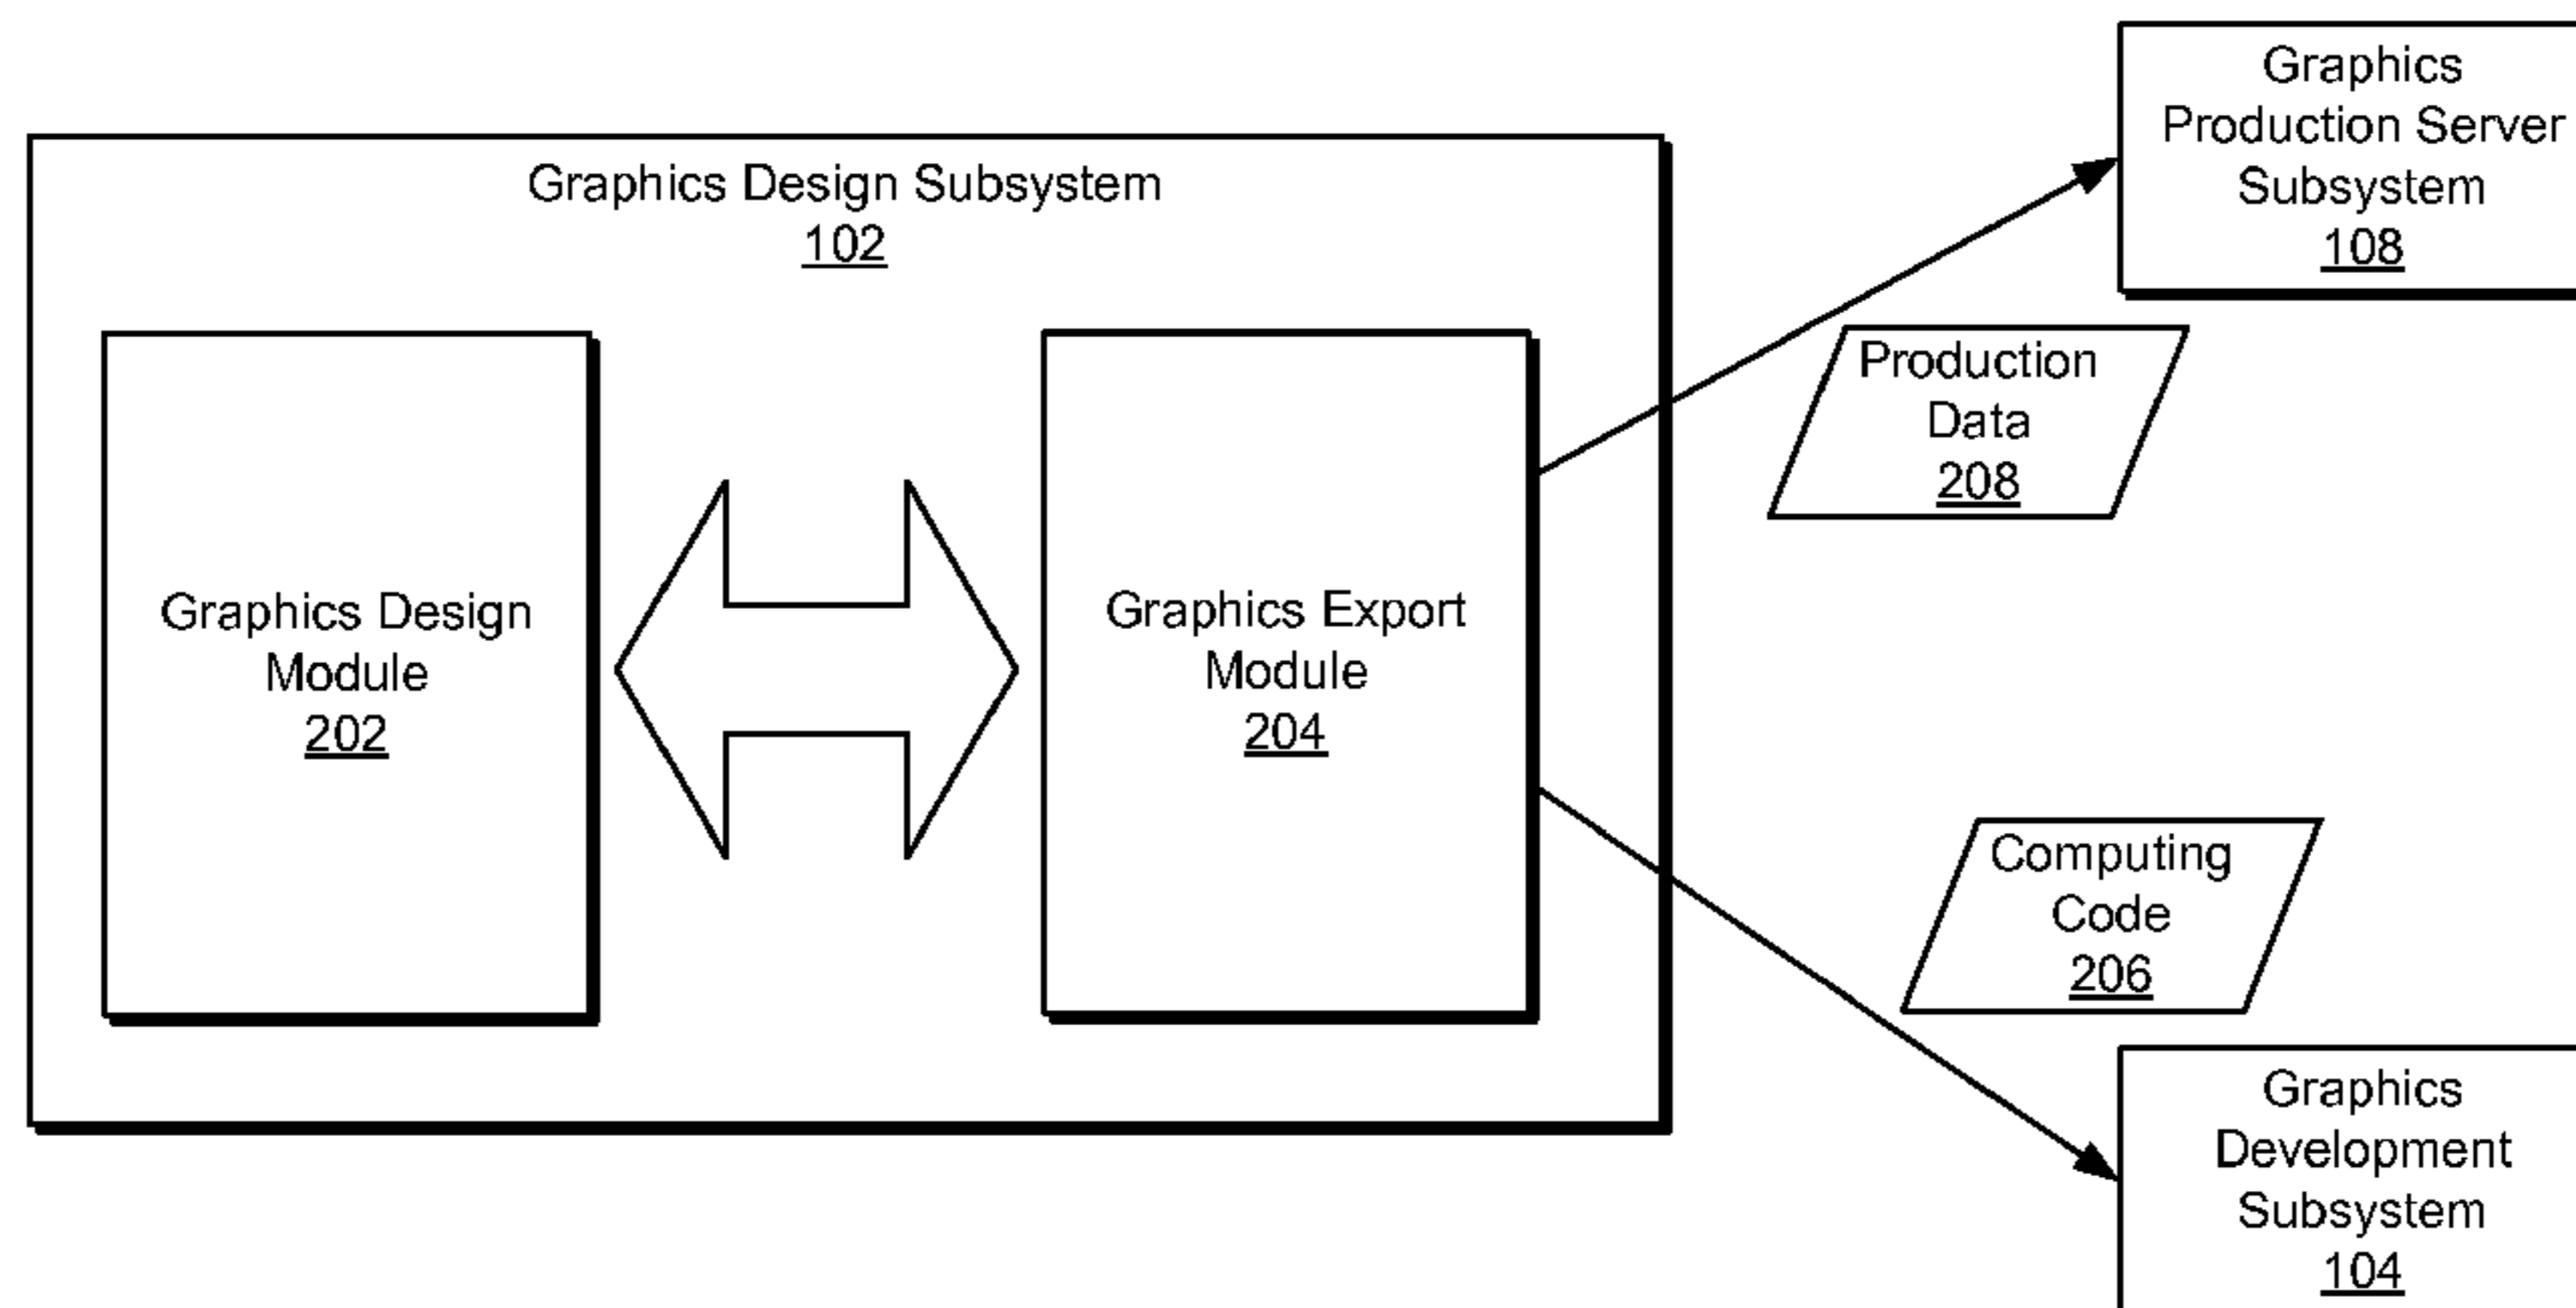 Graphics
Production Server
Subsystem
108
Graphics Design Subsystem
102
Production
Data
208
Graphics Design
Module
202
Graphics Export
Module
204
Computing
Code
206
Graphics
Development
Subsystem
104